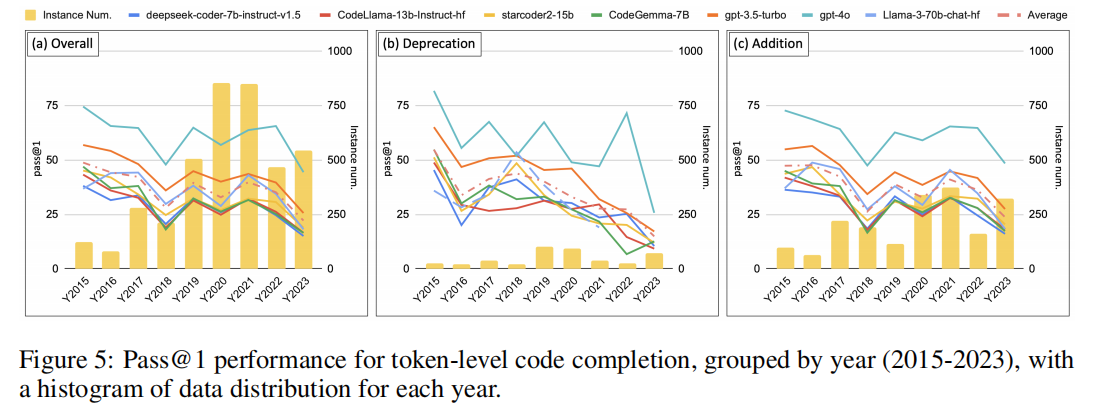 Instance Num. deepseek-coder-7b-instruct-v1.5 CodeLlama-13b-Instruct-hf starcoder2-15b CodeGemma-7B gpt-3.5-turbo gpt-4o Llama-3-70b-chat-hf Average
(a) Overall
1000
75
750
50
500
25
250
0
0
pass@1
Instance num.
Y2015 Y2016 Y2017 Y2018 Y2019 Y2020 Y2021 Y2022 Y2023
(b) Deprecation
1000
75
750
50
500
25
250
0
0
pass@1
Instance num.
Y2015 Y2016 Y2017 Y2018 Y2019 Y2020 Y2021 Y2022 Y2023
(c) Addition
1000
75
750
50
500
25
250
0
0
pass@1
Instance num.
Y2015 Y2016 Y2017 Y2018 Y2019 Y2020 Y2021 Y2022 Y2023
Figure 5: Pass@1 performance for token-level code completion, grouped by year (2015-2023), with
a histogram of data distribution for each year.